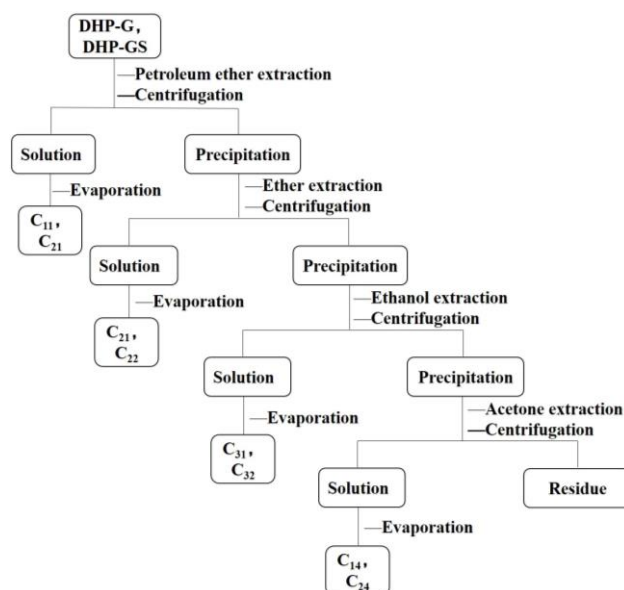 DHP-G,
DHP-GS
—Petroleum ether extraction
—Centrifugation
Solution
Precipitation
—Evaporation
—Ether extraction
—Centrifugation
C₁₁,
C₂₁
Solution
Precipitation
—Evaporation
—Ethanol extraction
—Centrifugation
C₂₁,
C₂₂
Solution
Precipitation
—Evaporation
—Acetone extraction
—Centrifugation
C₃₁,
C₃₂
Solution
Residue
—Evaporation
C₁₄,
C₂₄